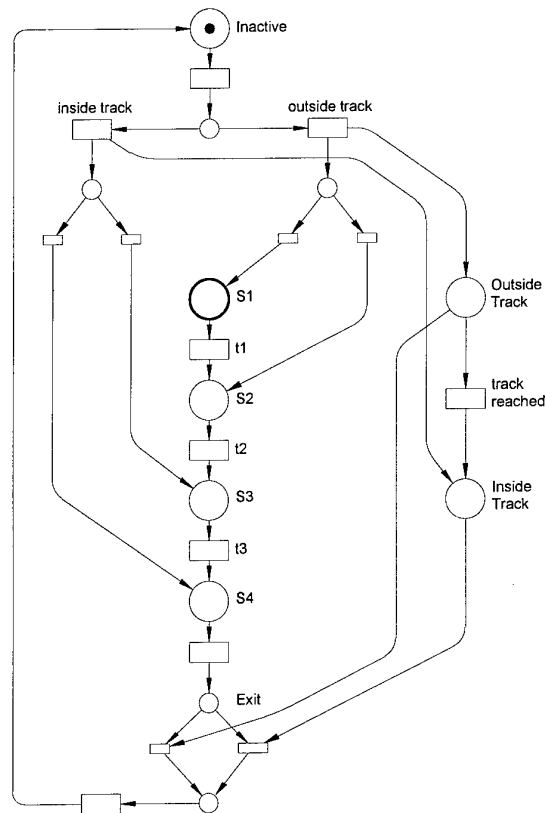 Inactive
inside track
outside track
S1
Outside
Track
t1
track
reached
S2
t2
Inside
Track
S3
t3
S4
Exit